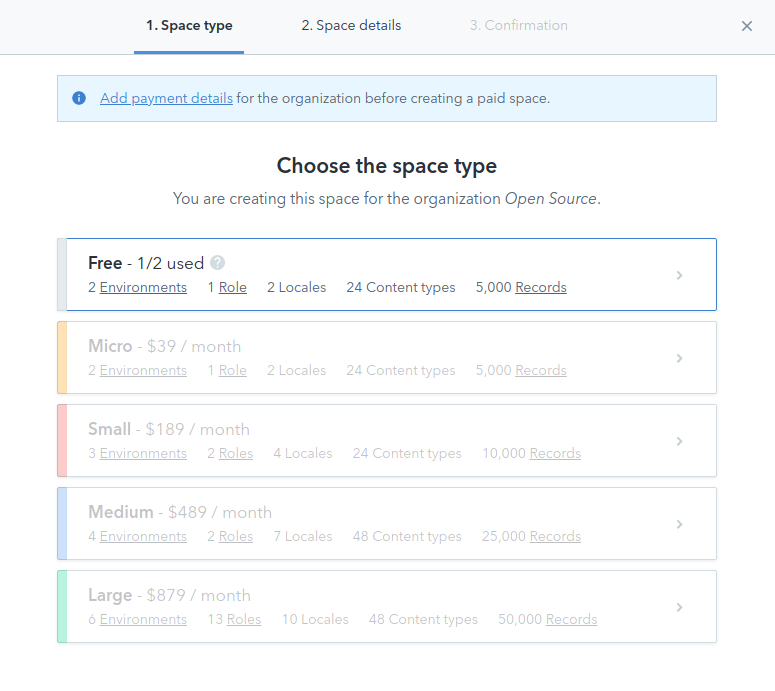 1. Space type 2. Space details 3. Confirmation
Add payment details for the organization before creating a paid space.
Choose the space type
You are creating this space for the organization Open Source.
Free - 1/2 used
2 Environments 1 Role 2 Locales 24 Content types 5,000 Records
Micro - $39 / month
2 Environments 1 Role 2 Locales 24 Content types 5,000 Records
Small - $189 / month
3 Environments 2 Roles 4 Locales 24 Content types 10,000 Records
Medium - $489 / month
4 Environments 2 Roles 7 Locales 48 Content types 25,000 Records
Large - $879 / month
6 Environments 13 Roles 10 Locales 48 Content types 50,000 Records